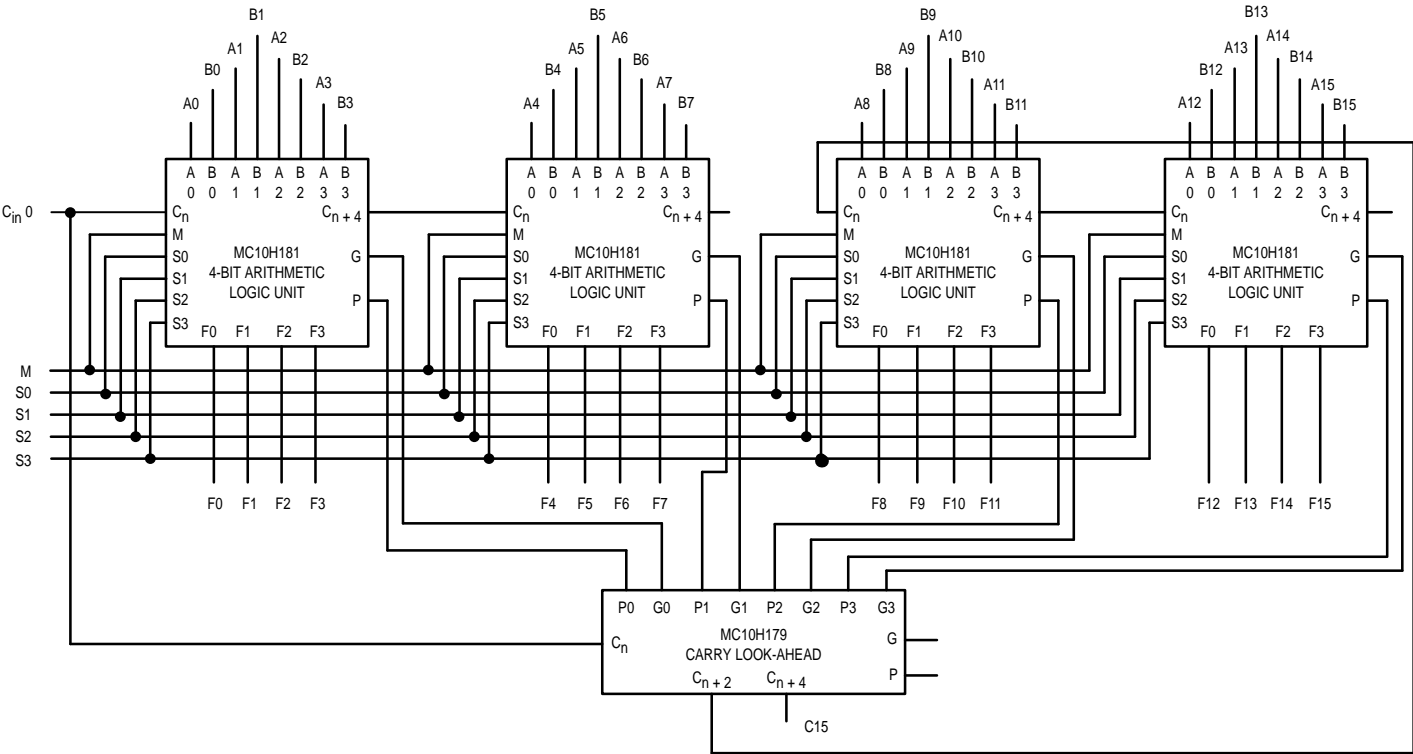 B1 B5 B9 B13
A1 A2 A5 A6 A9 A10 A13 A14
B0 B2 B4 B6 B8 B10 B12 B14
A0 A3 B3 A4 A7 B7 A8 A11 B11 A12 A15 B15
A B A B A B A B A B A B A B A B A B A B A B A B A B A B A B A B
0 0 1 1 2 2 3 3 0 0 1 1 2 2 3 3 0 0 1 1 2 2 3 3 0 0 1 1 2 2 3 3
Cin 0 Cn Cn + 4 Cn Cn + 4 Cn Cn + 4 Cn Cn + 4
M M M M
S0 MC10H181 G S0 MC10H181 G S0 MC10H181 G S0 MC10H181 G
S1 4-BIT ARITHMETIC S1 4-BIT ARITHMETIC S1 4-BIT ARITHMETIC S1 4-BIT ARITHMETIC
S2 LOGIC UNIT P S2 LOGIC UNIT P S2 LOGIC UNIT P S2 LOGIC UNIT P
S3 F0 F1 F2 F3 S3 F0 F1 F2 F3 S3 F0 F1 F2 F3 S3 F0 F1 F2 F3
M
S0
S1
S2
S3
F0 F1 F2 F3 F4 F5 F6 F7 F8 F9 F10 F11 F12 F13 F14 F15
P0 G0 P1 G1 P2 G2 P3 G3
Cn MC10H179 G
CARRY LOOK-AHEAD
Cn + 2 Cn + 4 P
C15